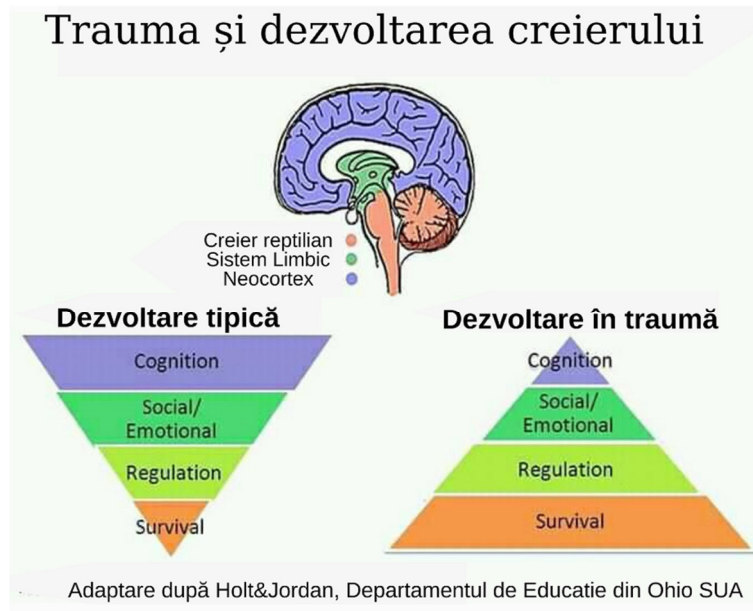 Trauma și dezvoltarea creierului
Creier reptilian
Sistem Limbic
Neocortex
Dezvoltare tipică
Cognition
Social/
Emotional
Regulation
Survival
Dezvoltare în traumă
Cognition
Social/
Emotional
Regulation
Survival
Adaptare după Holt&Jordan, Departamentul de Educatie din Ohio SUA